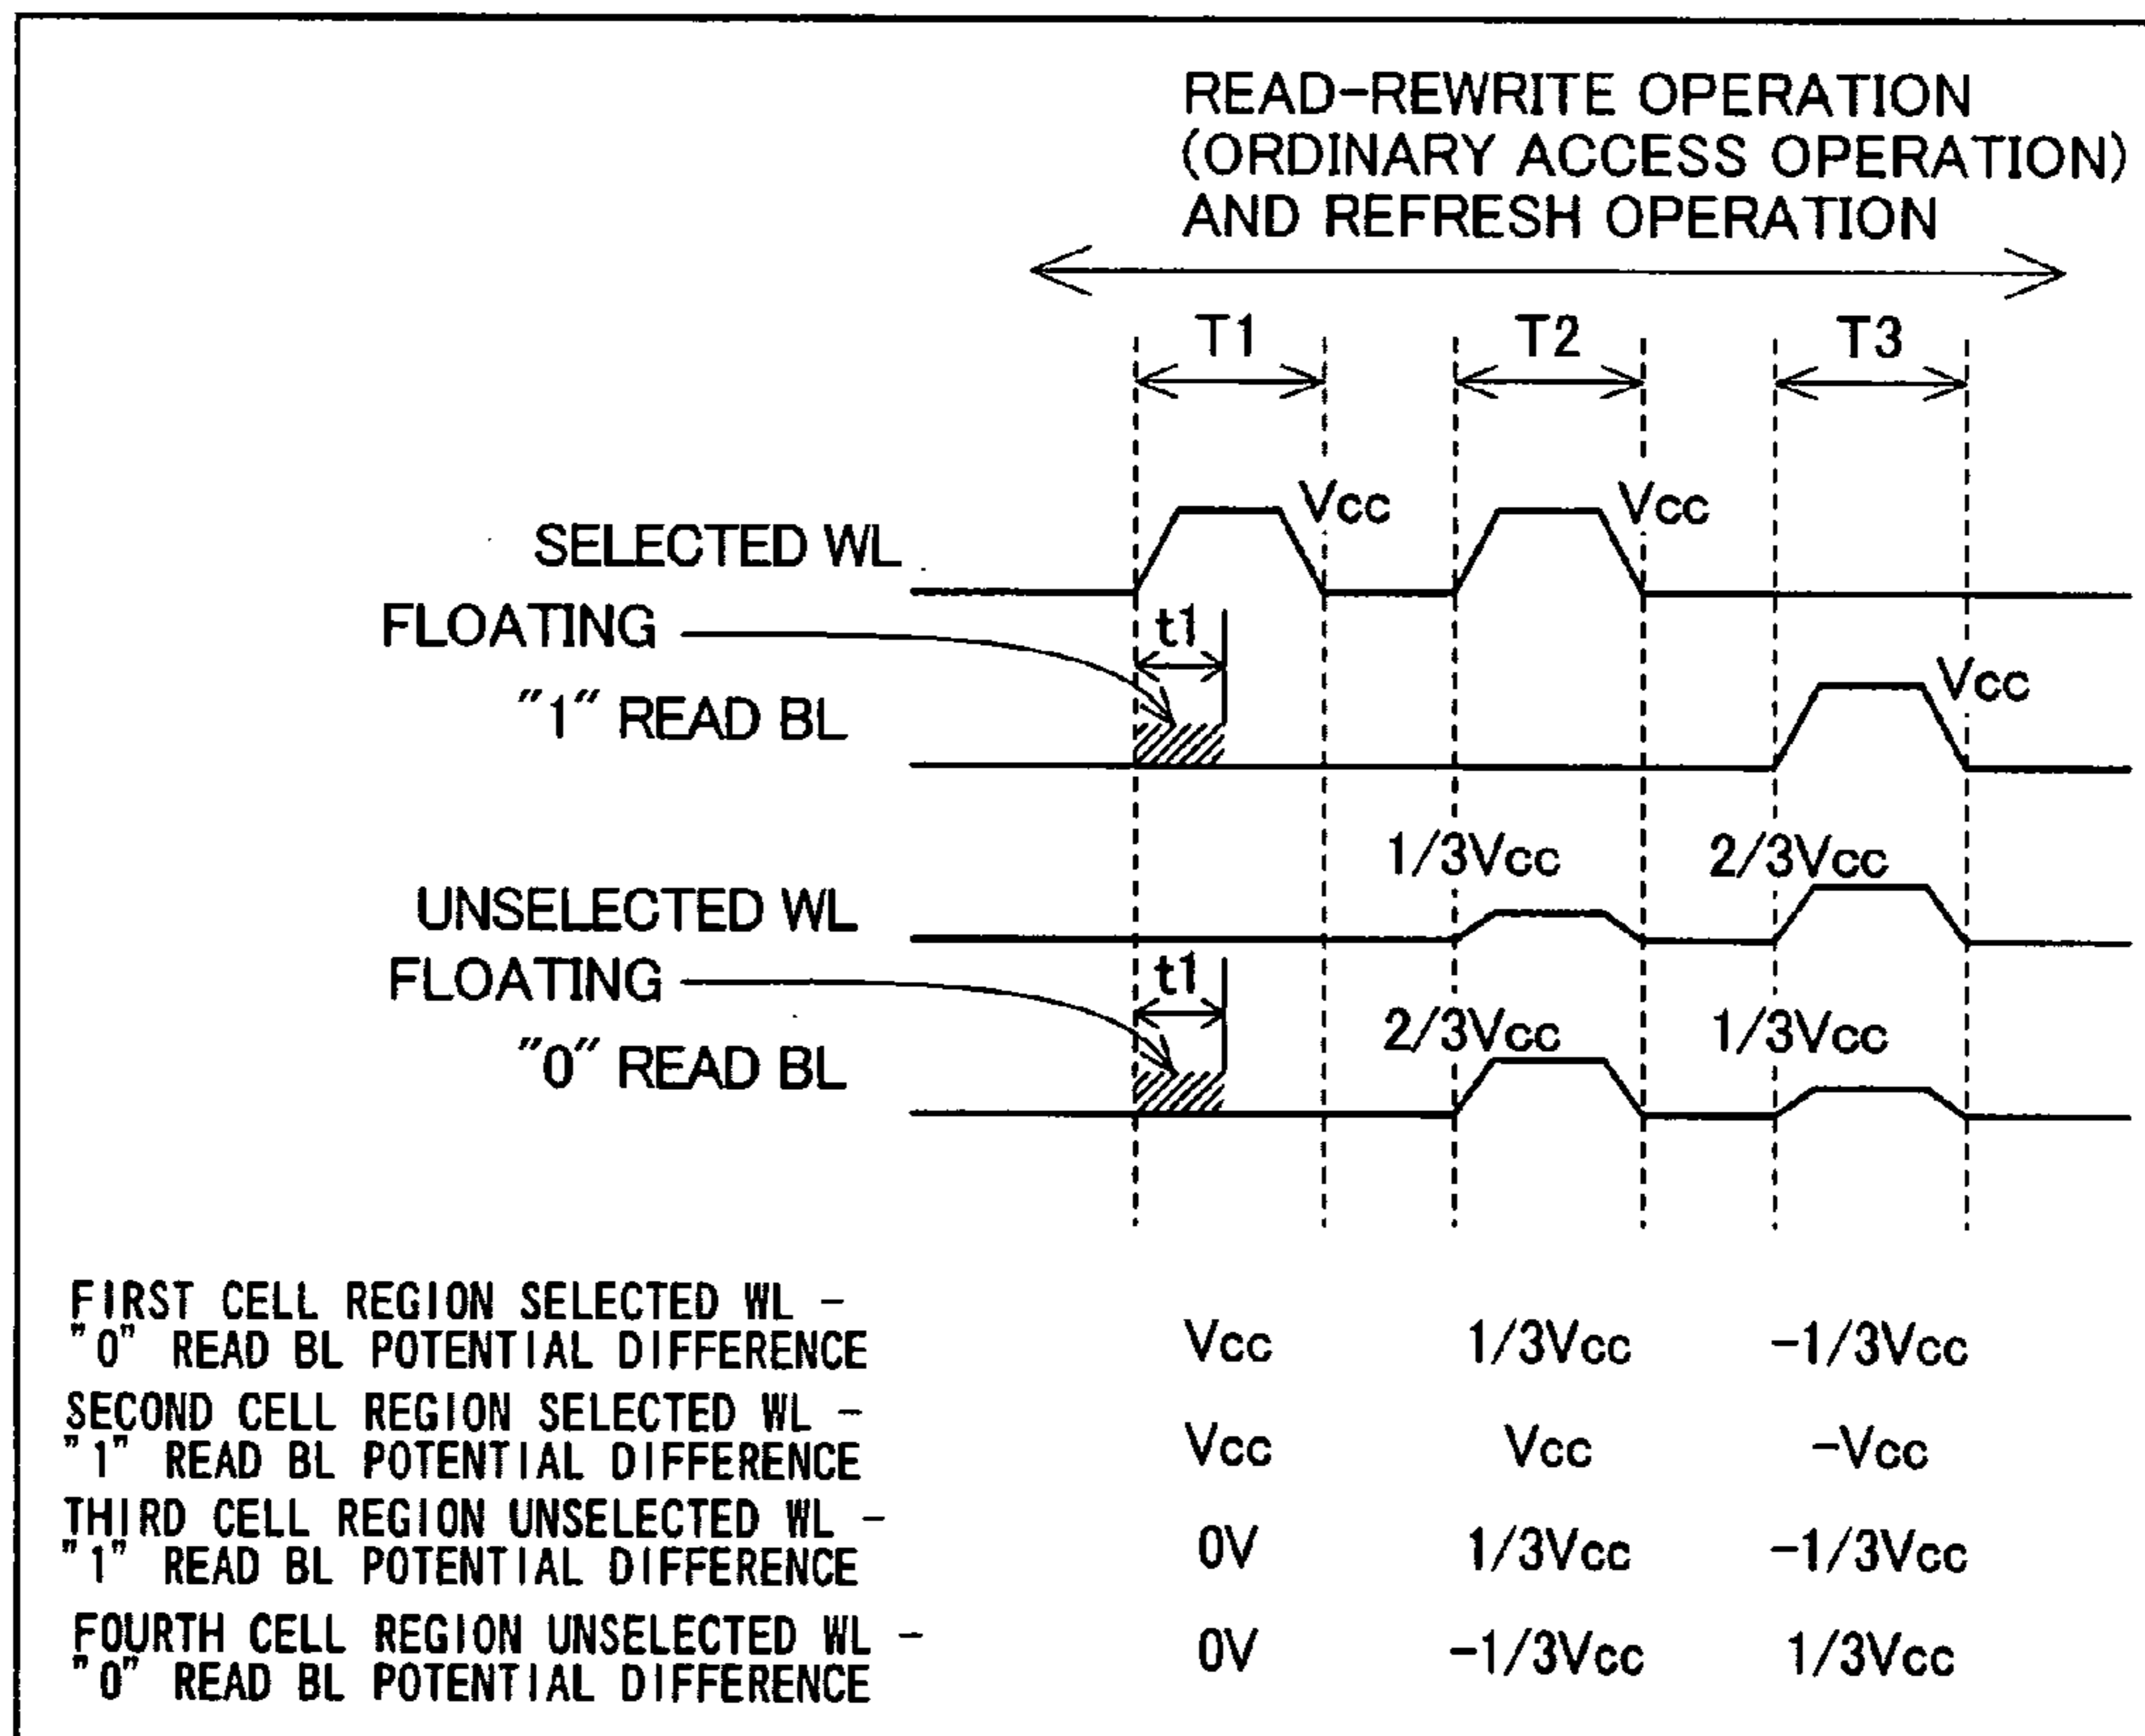 READ-REWRITE OPERATION
(ORDINARY ACCESS OPERATION)
AND REFRESH OPERATION
T1 T2 T3
SELECTED WL Vcc Vcc
FLOATING t1
"1" READ BL Vcc
1/3Vcc 2/3Vcc
UNSELECTED WL
FLOATING t1
2/3Vcc 1/3Vcc
"0" READ BL
FIRST CELL REGION SELECTED WL -
"0" READ BL POTENTIAL DIFFERENCE Vcc 1/3Vcc -1/3Vcc
SECOND CELL REGION SELECTED WL -
"1" READ BL POTENTIAL DIFFERENCE Vcc Vcc -Vcc
THIRD CELL REGION UNSELECTED WL -
"1" READ BL POTENTIAL DIFFERENCE 0V 1/3Vcc -1/3Vcc
FOURTH CELL REGION UNSELECTED WL -
"0" READ BL POTENTIAL DIFFERENCE 0V -1/3Vcc 1/3Vcc